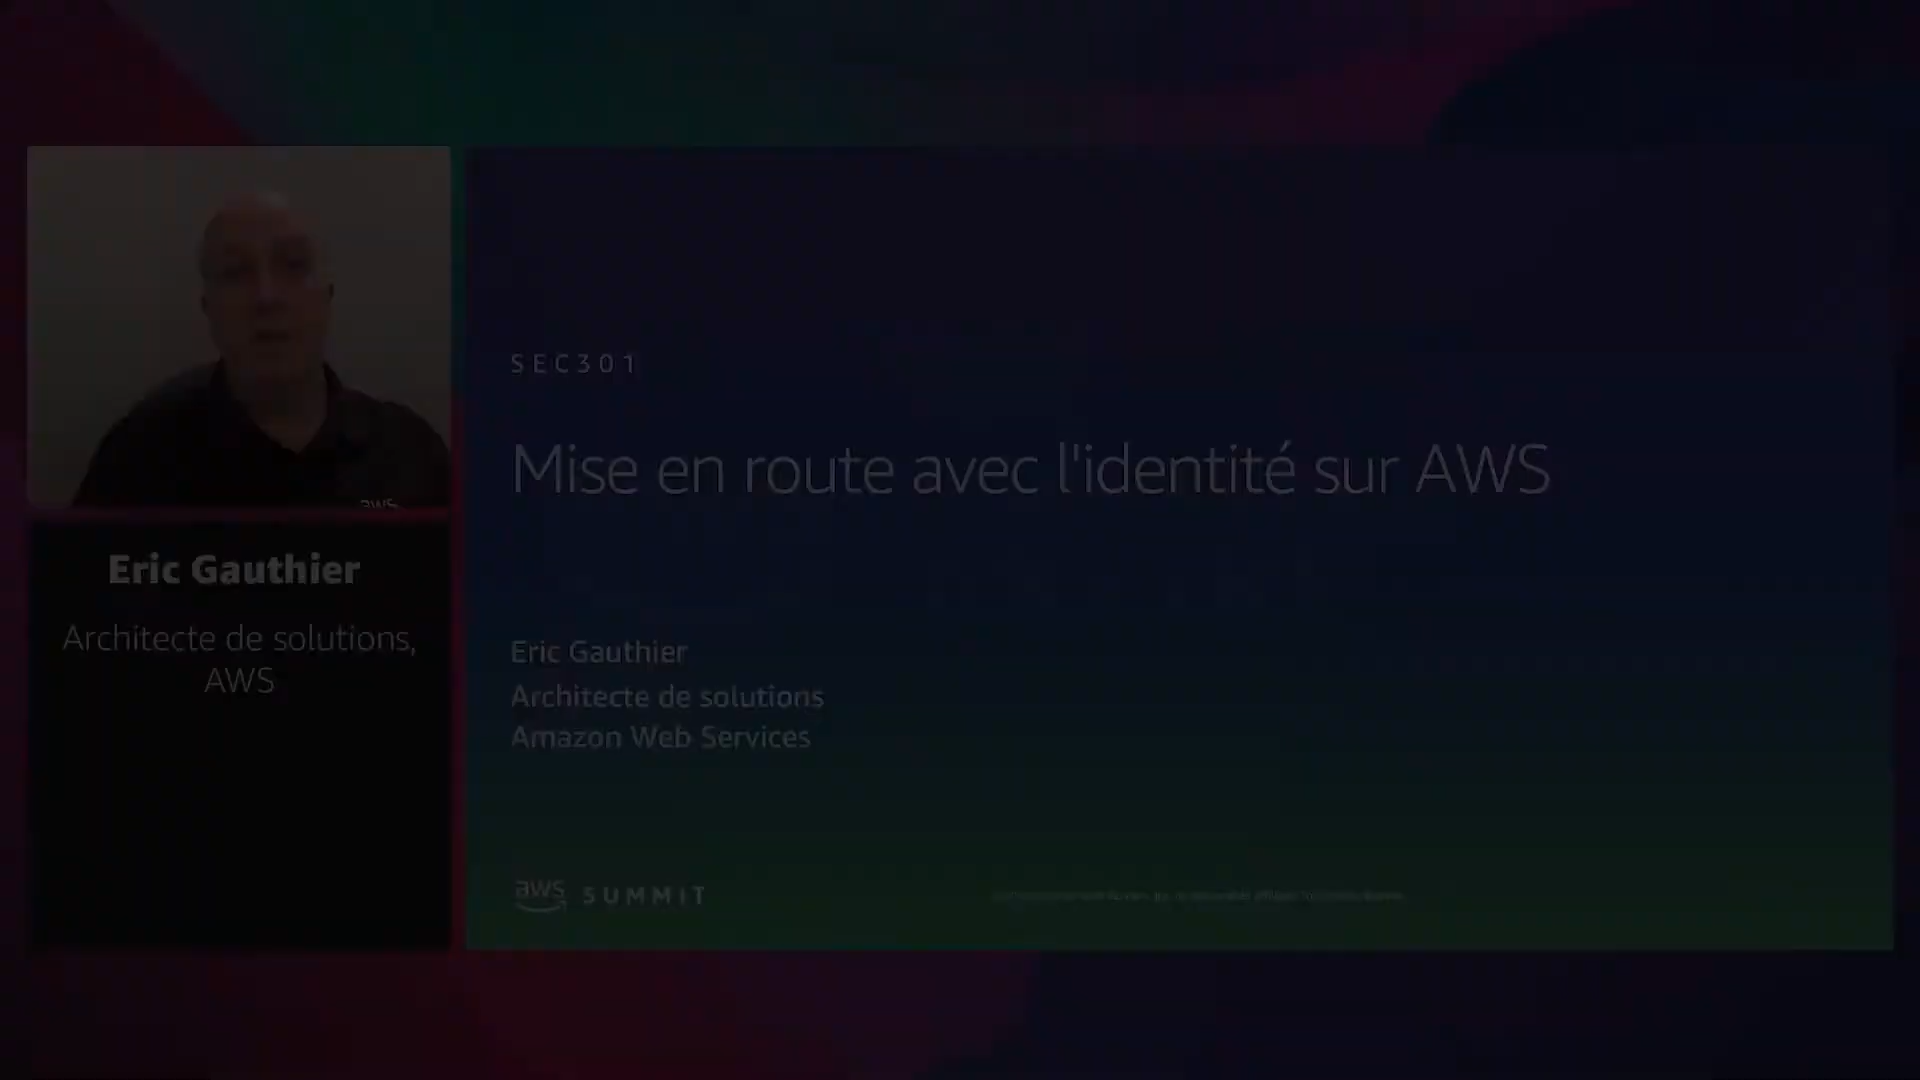 aws
Eric Gauthier
Architecte de solutions,
AWS
SEC301
Mise en route avec l'identité sur AWS
Eric Gauthier
Architecte de solutions
Amazon Web Services
aws SUMMIT